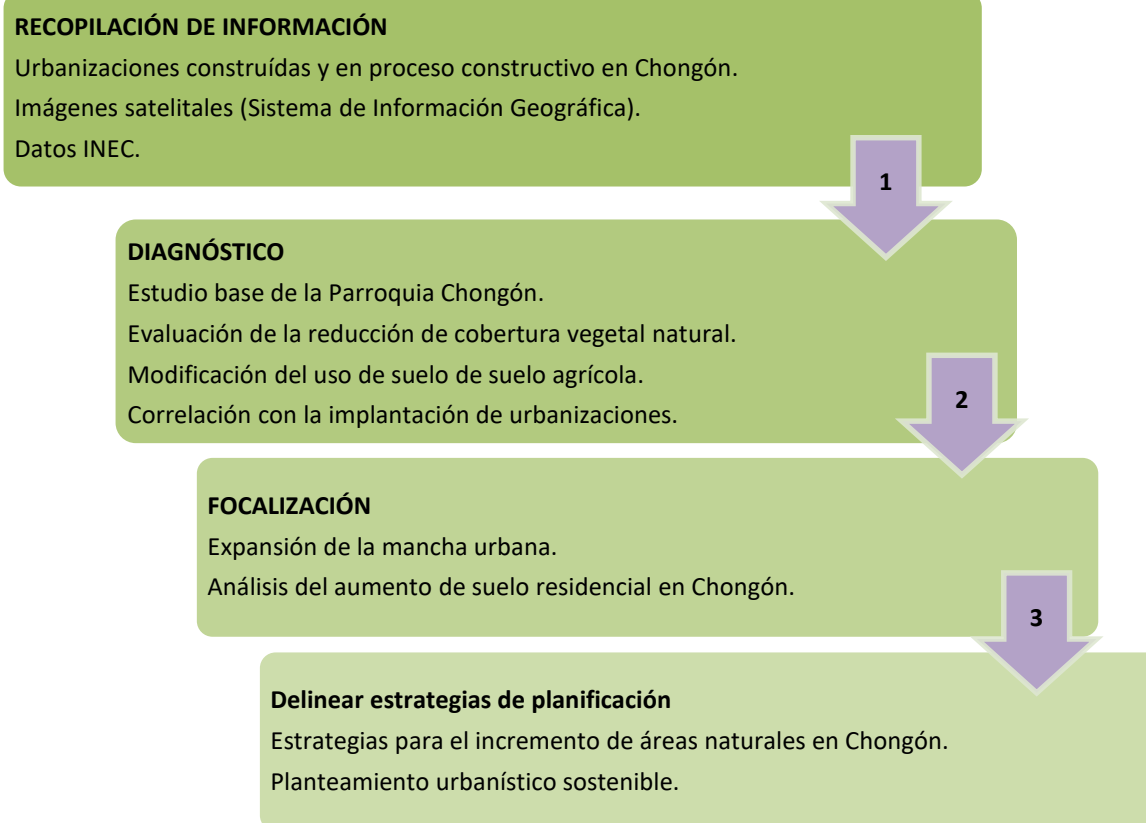 RECOPILACIÓN DE INFORMACIÓN
Urbanizaciones construídas y en proceso constructivo en Chongón.
Imágenes satelitales (Sistema de Información Geográfica).
Datos INEC.
1
DIAGNÓSTICO
Estudio base de la Parroquia Chongón.
Evaluación de la reducción de cobertura vegetal natural.
Modificación del uso de suelo de suelo agrícola.
Correlación con la implantación de urbanizaciones.
2
FOCALIZACIÓN
Expansión de la mancha urbana.
Análisis del aumento de suelo residencial en Chongón.
3
Delinear estrategias de planificación
Estrategias para el incremento de áreas naturales en Chongón.
Planteamiento urbanístico sostenible.